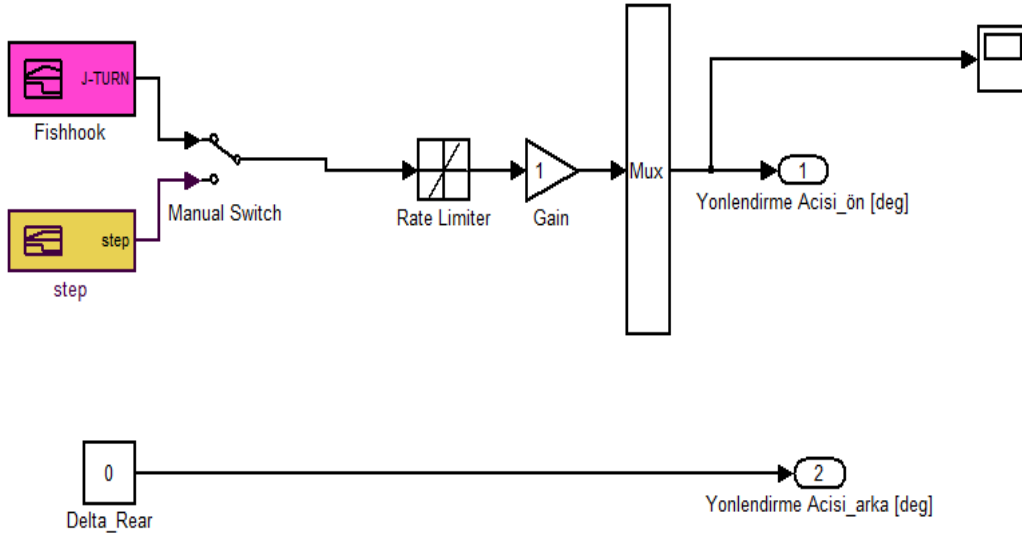 J-TURN
Fishhook
Manual Switch
step
step
Rate Limiter
1
Gain
Mux
1
Yonlendirme Acisi_ön [deg]
0
Delta_Rear
2
Yonlendirme Acisi_arka [deg]